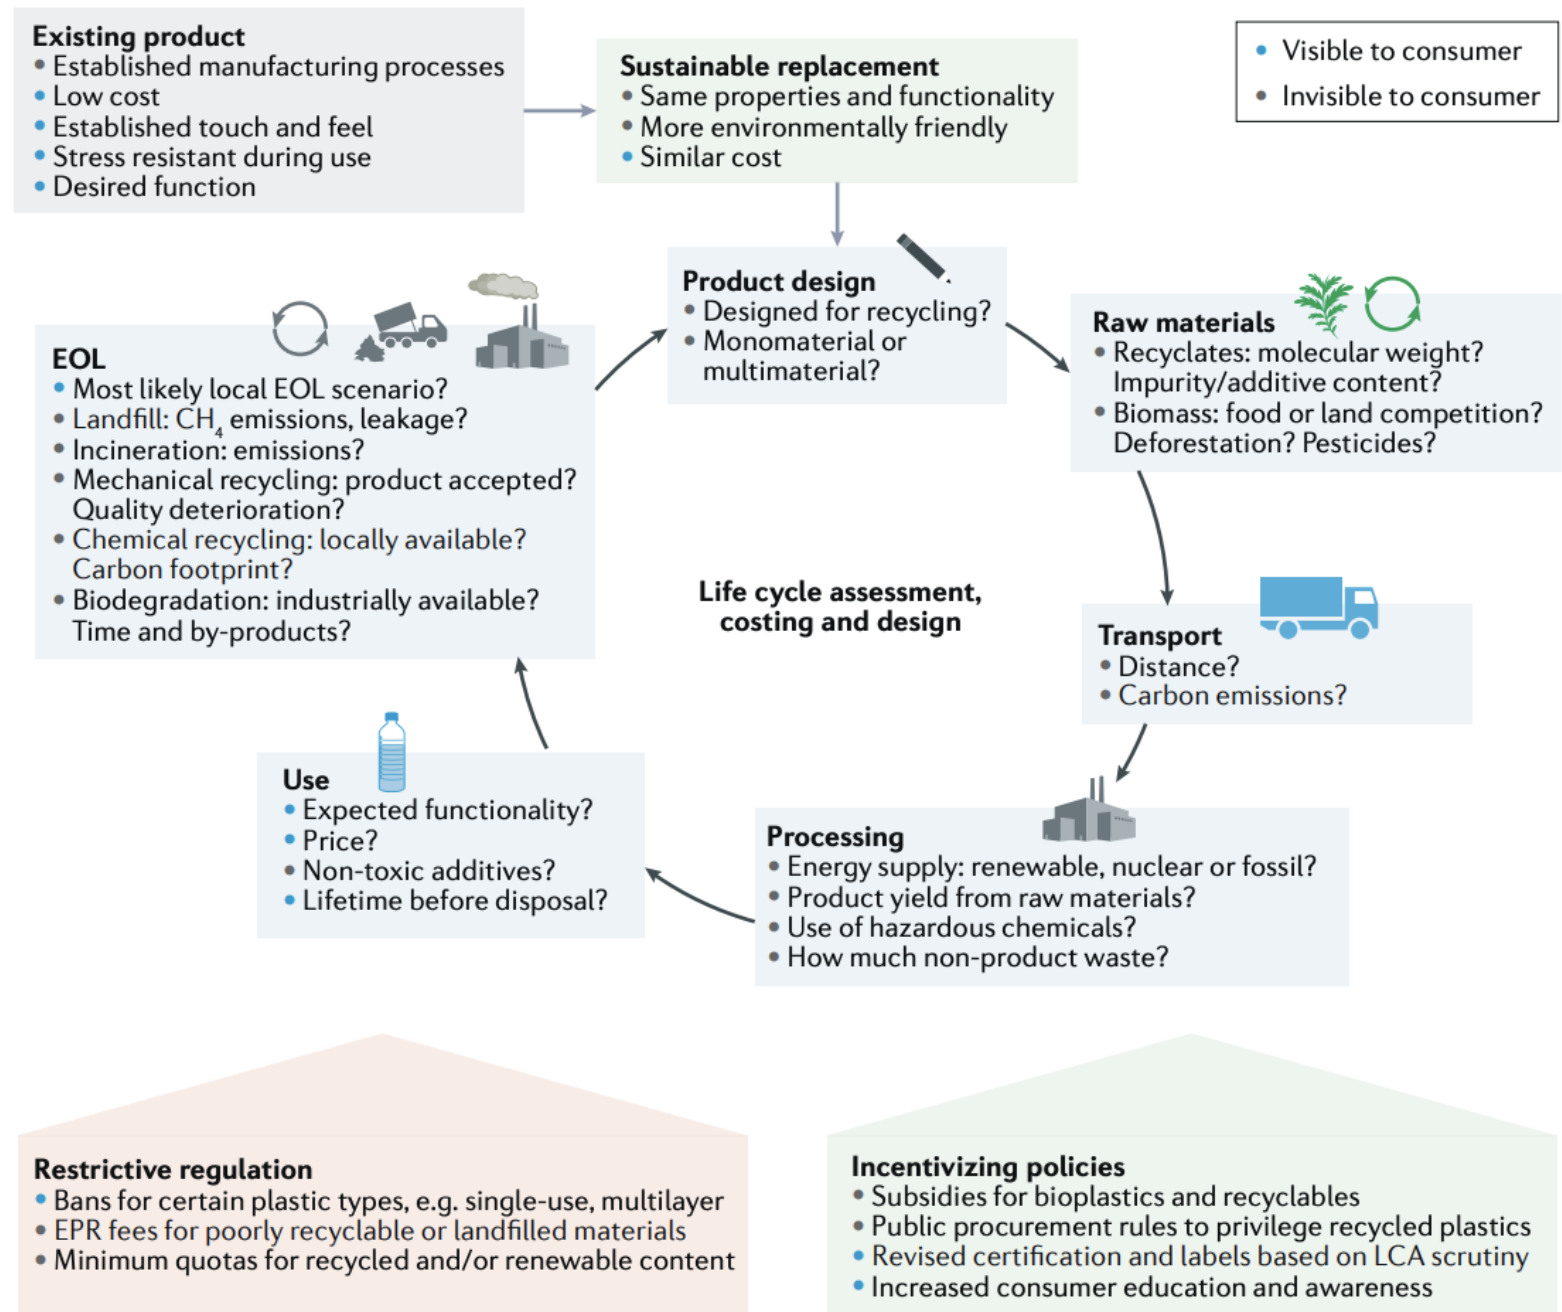 Existing product
• Established manufacturing processes
• Low cost
• Established touch and feel
• Stress resistant during use
• Desired function
Sustainable replacement
• Same properties and functionality
• More environmentally friendly
• Similar cost
• Visible to consumer
• Invisible to consumer
Product design
• Designed for recycling?
• Monomaterial or
multimaterial?
Raw materials
• Recyclates: molecular weight?
Impurity/additive content?
• Biomass: food or land competition?
Deforestation? Pesticides?
EOL
• Most likely local EOL scenario?
• Landfill: CH₄ emissions, leakage?
• Incineration: emissions?
• Mechanical recycling: product accepted?
Quality deterioration?
• Chemical recycling: locally available?
Carbon footprint?
• Biodegradation: industrially available?
Time and by-products?
Life cycle assessment,
costing and design
Transport
• Distance?
• Carbon emissions?
Use
• Expected functionality?
• Price?
• Non-toxic additives?
• Lifetime before disposal?
Processing
• Energy supply: renewable, nuclear or fossil?
• Product yield from raw materials?
• Use of hazardous chemicals?
• How much non-product waste?
Restrictive regulation
• Bans for certain plastic types, e.g. single-use, multilayer
• EPR fees for poorly recyclable or landfilled materials
• Minimum quotas for recycled and/or renewable content
Incentivizing policies
• Subsidies for bioplastics and recyclables
• Public procurement rules to privilege recycled plastics
• Revised certification and labels based on LCA scrutiny
• Increased consumer education and awareness